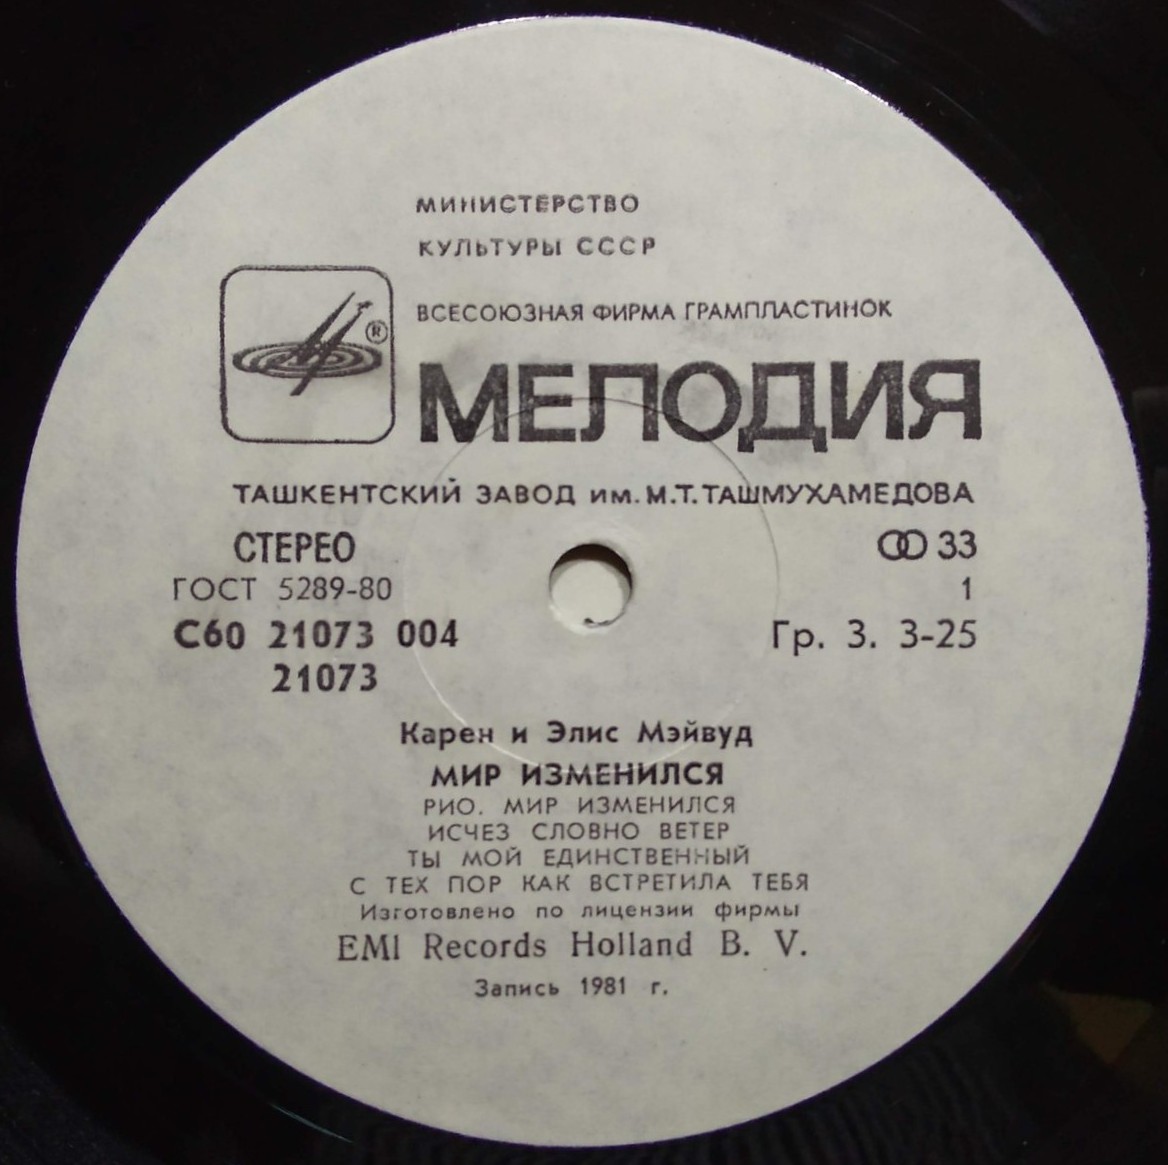 МИНИСТЕРСТВО
КУЛЬТУРЫ СССР
ВСЕСОЮЗНАЯ ФИРМА ГРАМПЛАСТИНОК
®
МЕЛОДИЯ
ТАШКЕНТСКИЙ ЗАВОД им. М.Т. ТАШМУХАМЕДОВА
СТЕРЕО 33
ГОСТ 5289-80 1
С60 21073 004 Гр. 3. 3-25
21073
Карен и Элис Мэйвуд
МИР ИЗМЕНИЛСЯ
РИО. МИР ИЗМЕНИЛСЯ
ИСЧЕЗ СЛОВНО ВЕТЕР
ТЫ МОЙ ЕДИНСТВЕННЫЙ
С ТЕХ ПОР КАК ВСТРЕТИЛА ТЕБЯ
Изготовлено по лицензии фирмы
EMI Records Holland B. V.
Запись 1981 г.